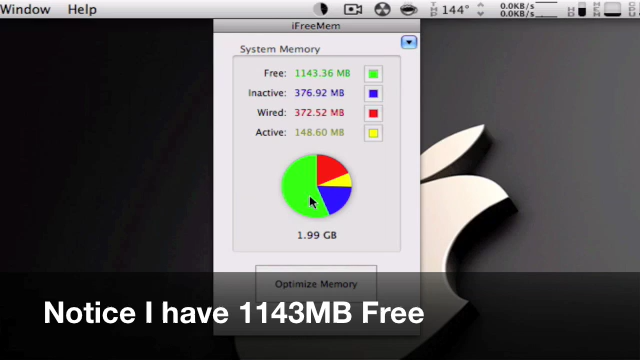 Window Help
144° 0.0KB/s
0.0KB/s
iFreeMem
System Memory
Free: 1143.36 MB
Inactive: 376.92 MB
Wired: 372.52 MB
Active: 148.60 MB
1.99 GB
Optimize Memory
Notice I have 1143MB Free